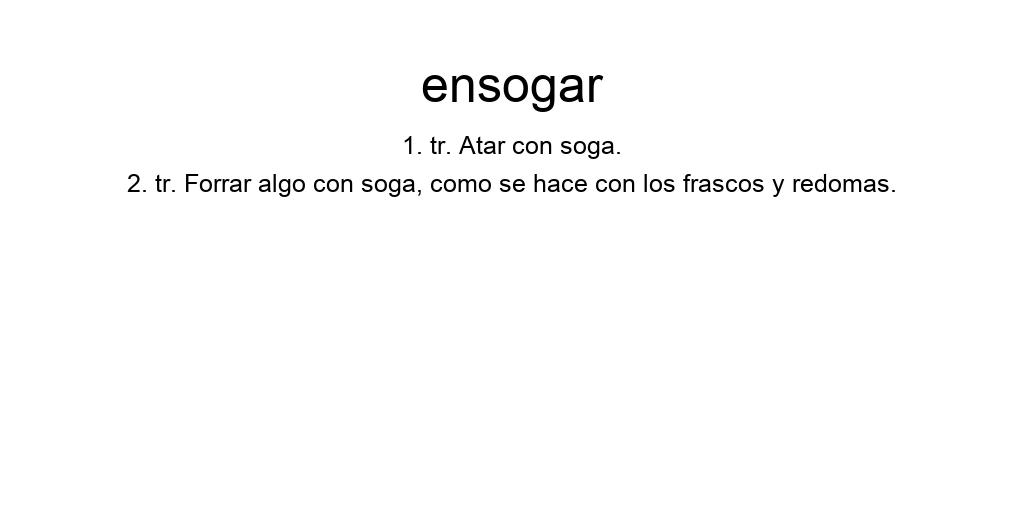 ensogar
1. tr. Atar con soga.
2. tr. Forrar algo con soga, como se hace con los frascos y redomas.